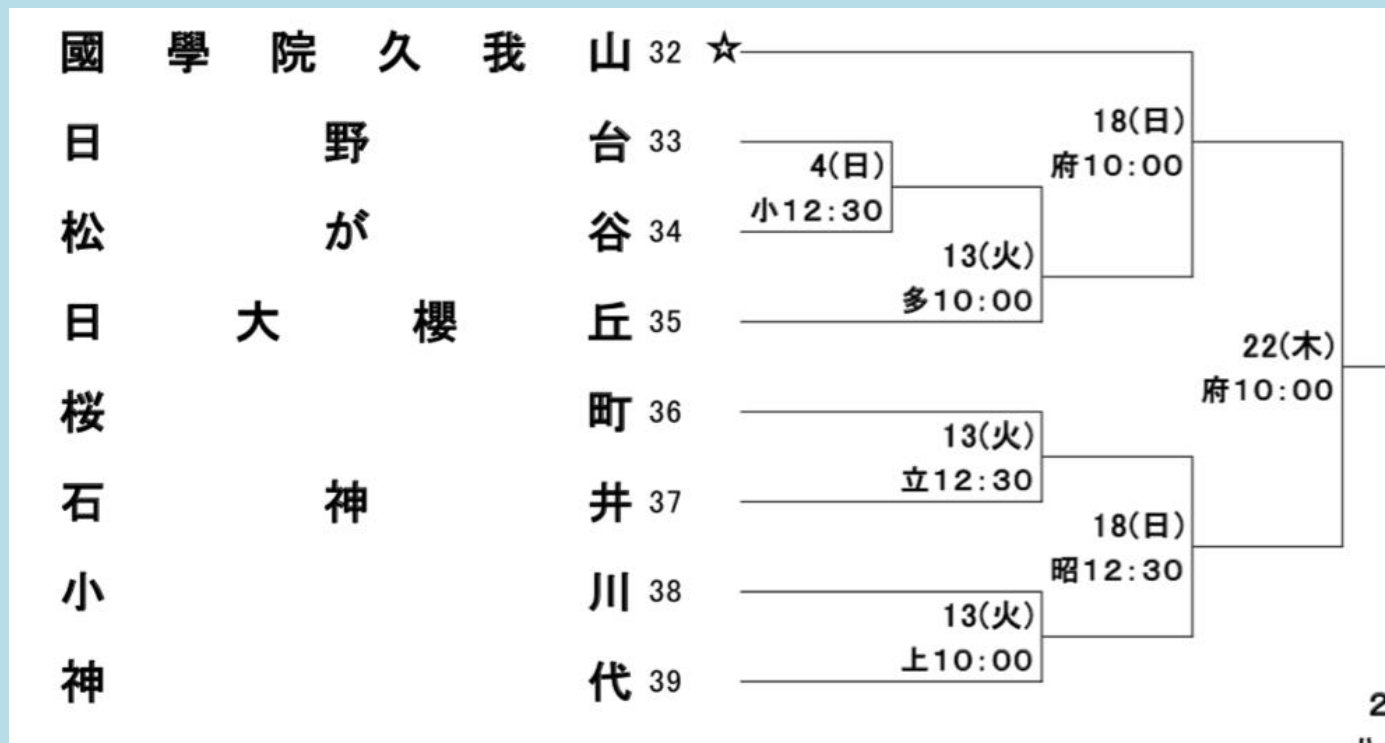 國學院久我山 32 ☆
18(日)
日野台 33
4(日)
府10:00
小12:30
松が谷 34
13(火)
多10:00
日大櫻丘 35
22(木)
府10:00
桜町 36
13(火)
立12:30
石神井 37
18(日)
昭12:30
小川 38
13(火)
上10:00
神代 39
2